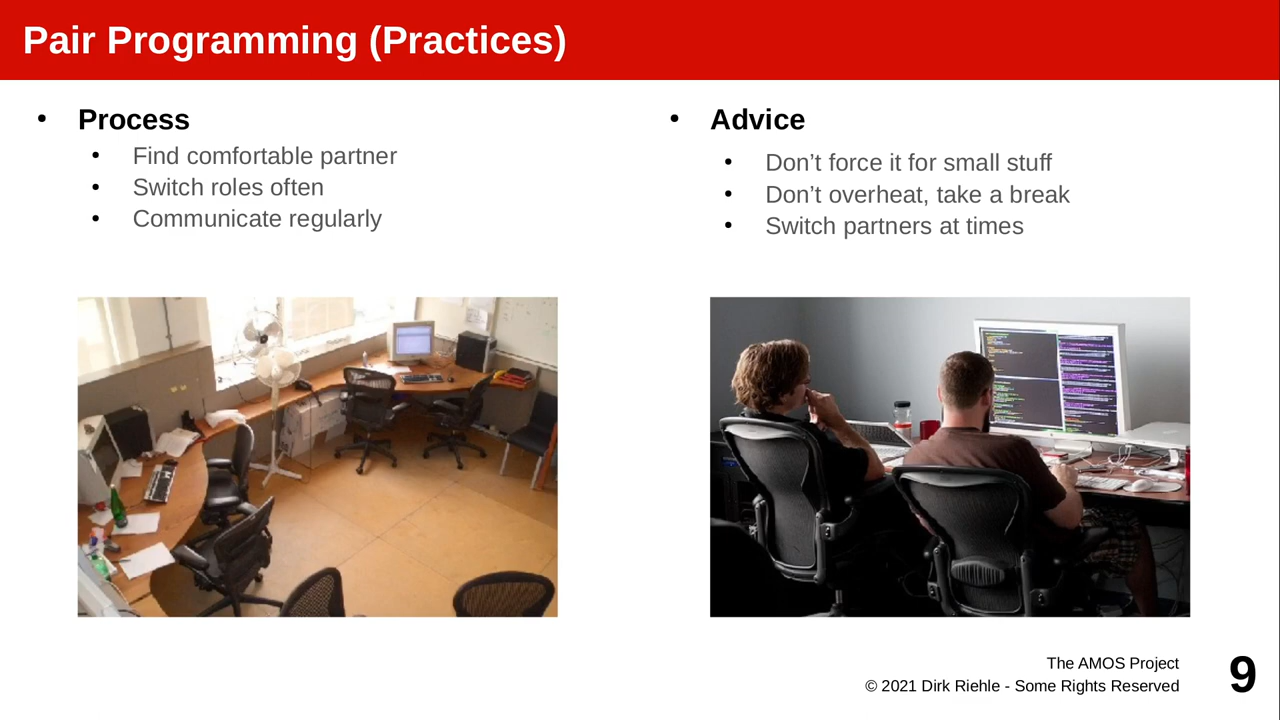 Pair Programming (Practices)
• Process
• Find comfortable partner
• Switch roles often
• Communicate regularly
• Advice
• Don’t force it for small stuff
• Don’t overheat, take a break
• Switch partners at times
The AMOS Project
© 2021 Dirk Riehle - Some Rights Reserved
9